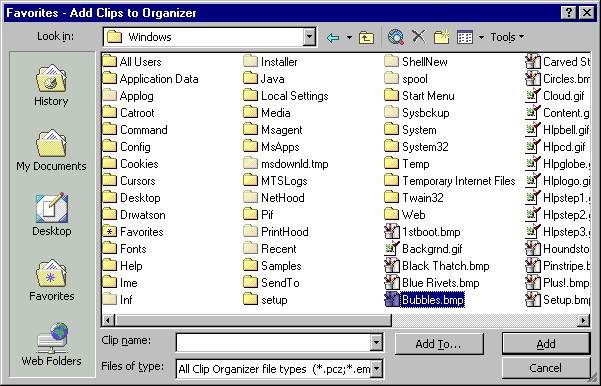 Favorites - Add Clips to Organizer
Look in:
Windows
Tools
History
My Documents
Desktop
Favorites
Web Folders
All Users
Application Data
Applog
Catroot
Command
Config
Cookies
Cursors
Desktop
Drwatson
Favorites
Fonts
Help
Ime
Inf
Installer
Java
Local Settings
Media
Msagent
MsApps
msdownld.tmp
MTSLogs
NetHood
Pif
PrintHood
Recent
Samples
SendTo
setup
ShellNew
spool
Start Menu
Sysbckup
System
System32
Temp
Temporary Internet Files
Twain32
Web
1stboot.bmp
Backgrnd.gif
Black Thatch.bmp
Blue Rivets.bmp
Bubbles.bmp
Carved St
Circles.bm
Cloud.gif
Content.g
Hlpbell.gif
Hlpcd.gif
Hlpglobe.
Hlplogo.gi
Hlpstep1.
Hlpstep2.
Hlpstep3.
Houndsto
Pinstripe.
Plus!.bmp
Setup.bm
Clip name:
Add To...
Add
Files of type:
All Clip Organizer file types (*.pcz;*.em
Cancel